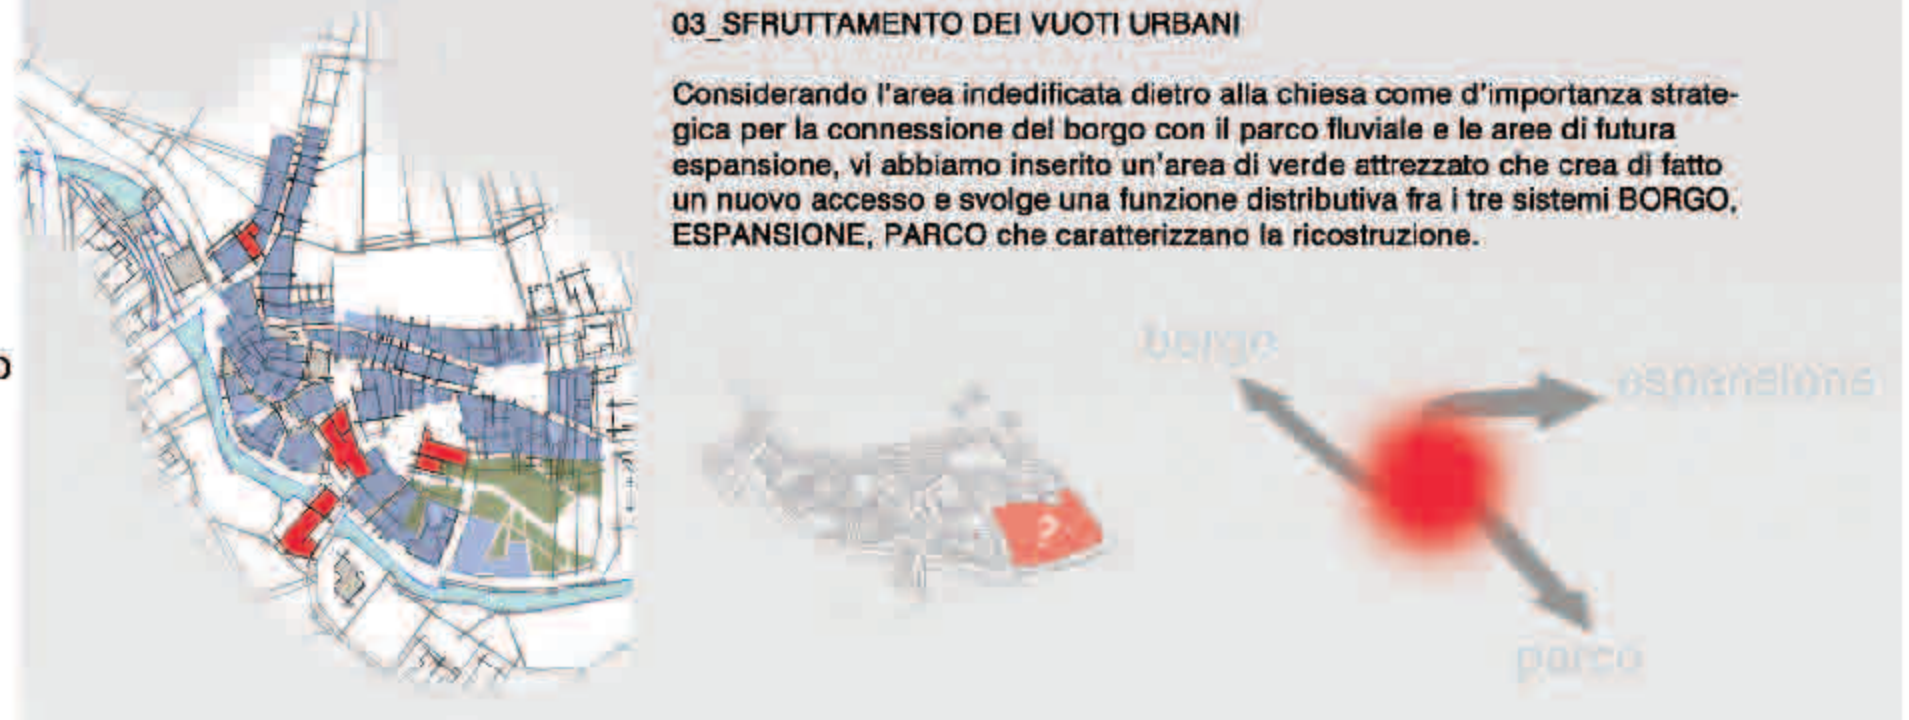 03_SFRUTTAMENTO DEI VUOTI URBANI
Considerando l'area indedificata dietro alla chiesa come d'importanza strate-
gica per la connessione del borgo con il parco fluviale e le aree di futura
espansione, vi abbiamo inserito un'area di verde attrezzato che crea di fatto
un nuovo accesso e svolge una funzione distributiva fra i tre sistemi BORGO,
ESPANSIONE, PARCO che caratterizzano la ricostruzione.
borgo
espansione
?
parco